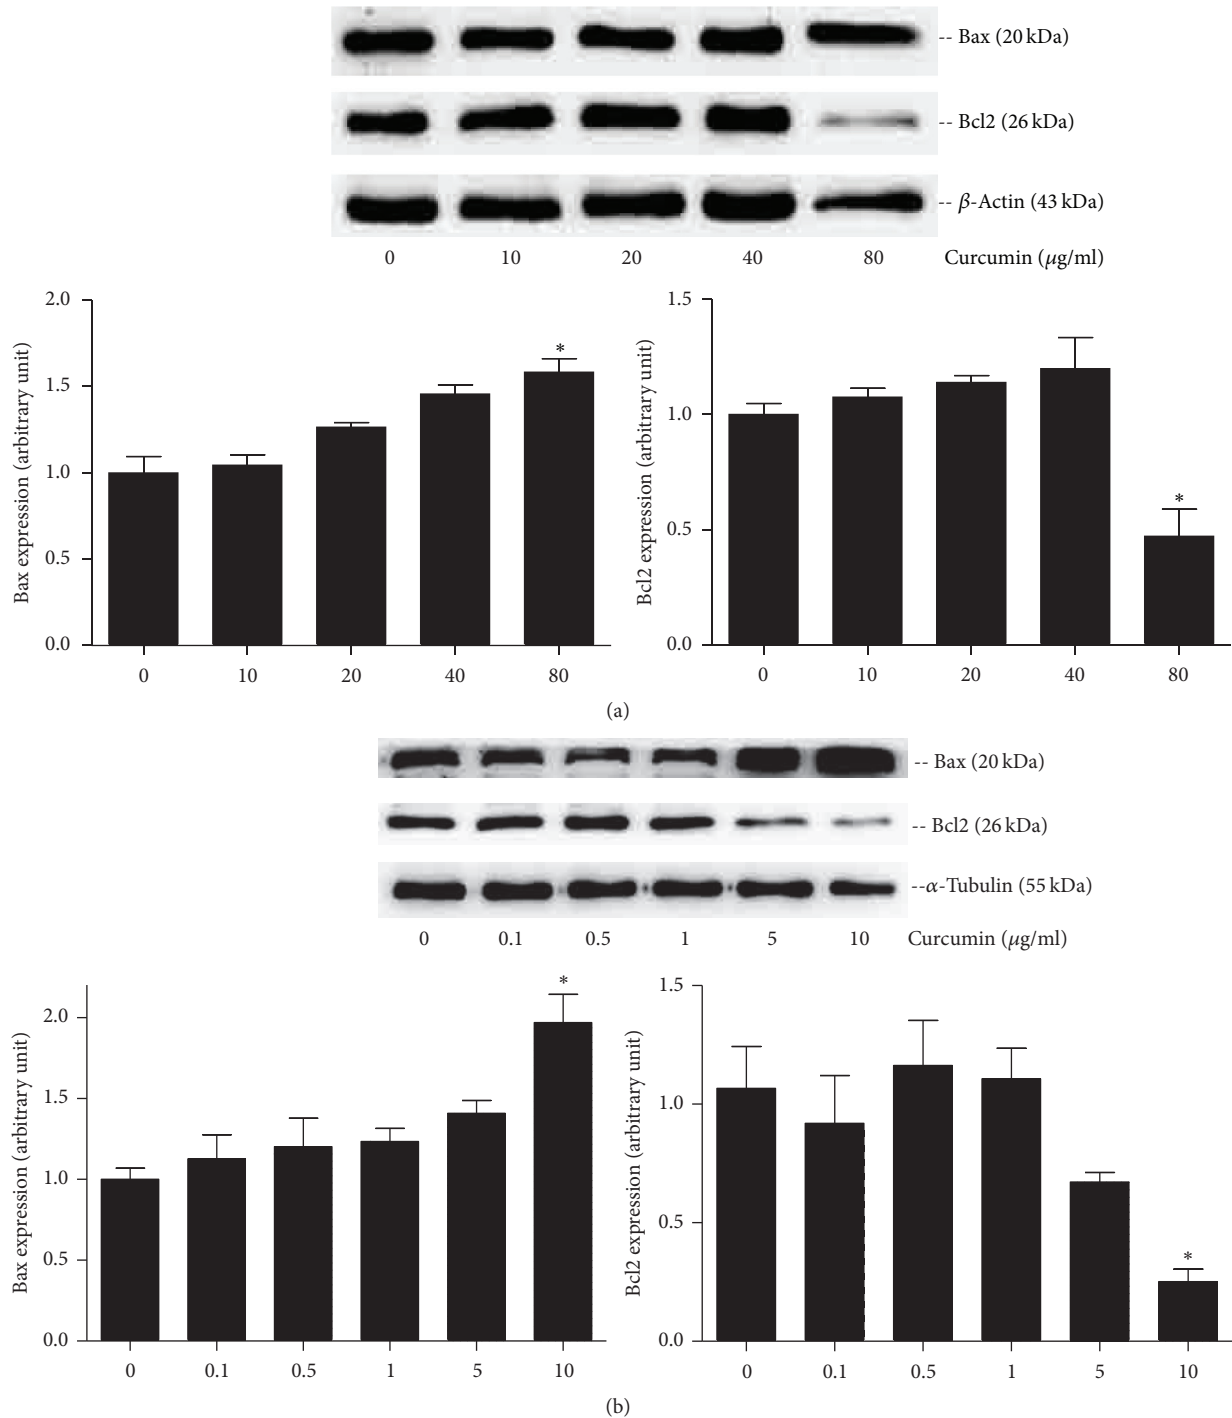 -- Bax (20 kDa)
-- Bcl2 (26 kDa)
-- β-Actin (43 kDa)
0 10 20 40 80 Curcumin (μg/ml)
Bax expression (arbitrary unit)
2.0
1.5
1.0
0.5
0.0
*
0 10 20 40 80
Bcl2 expression (arbitrary unit)
1.5
1.0
0.5
0.0
*
0 10 20 40 80
(a)
-- Bax (20 kDa)
-- Bcl2 (26 kDa)
--α-Tubulin (55 kDa)
0 0.1 0.5 1 5 10 Curcumin (μg/ml)
Bax expression (arbitrary unit)
2.0
1.5
1.0
0.5
0.0
*
0 0.1 0.5 1 5 10
Bcl2 expression (arbitrary unit)
1.5
1.0
0.5
0.0
*
0 0.1 0.5 1 5 10
(b)